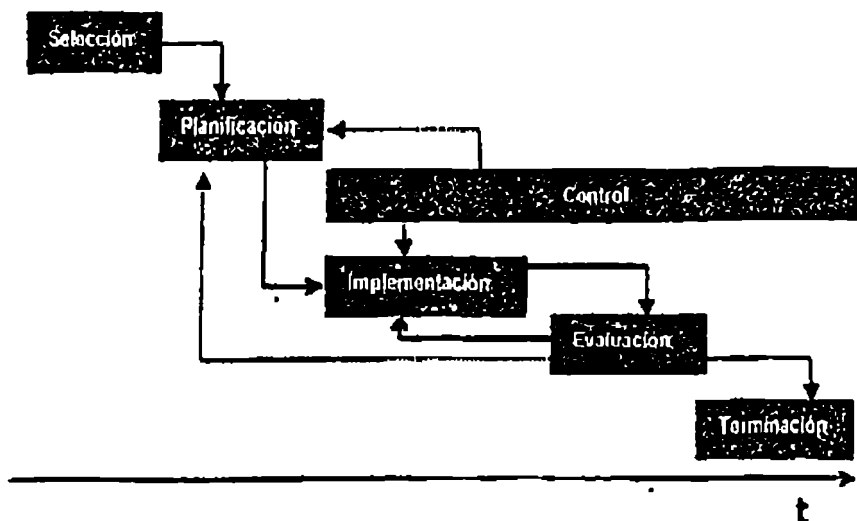 Selección
Planificación
Control
Implementación
Evaluación
Terminación
t